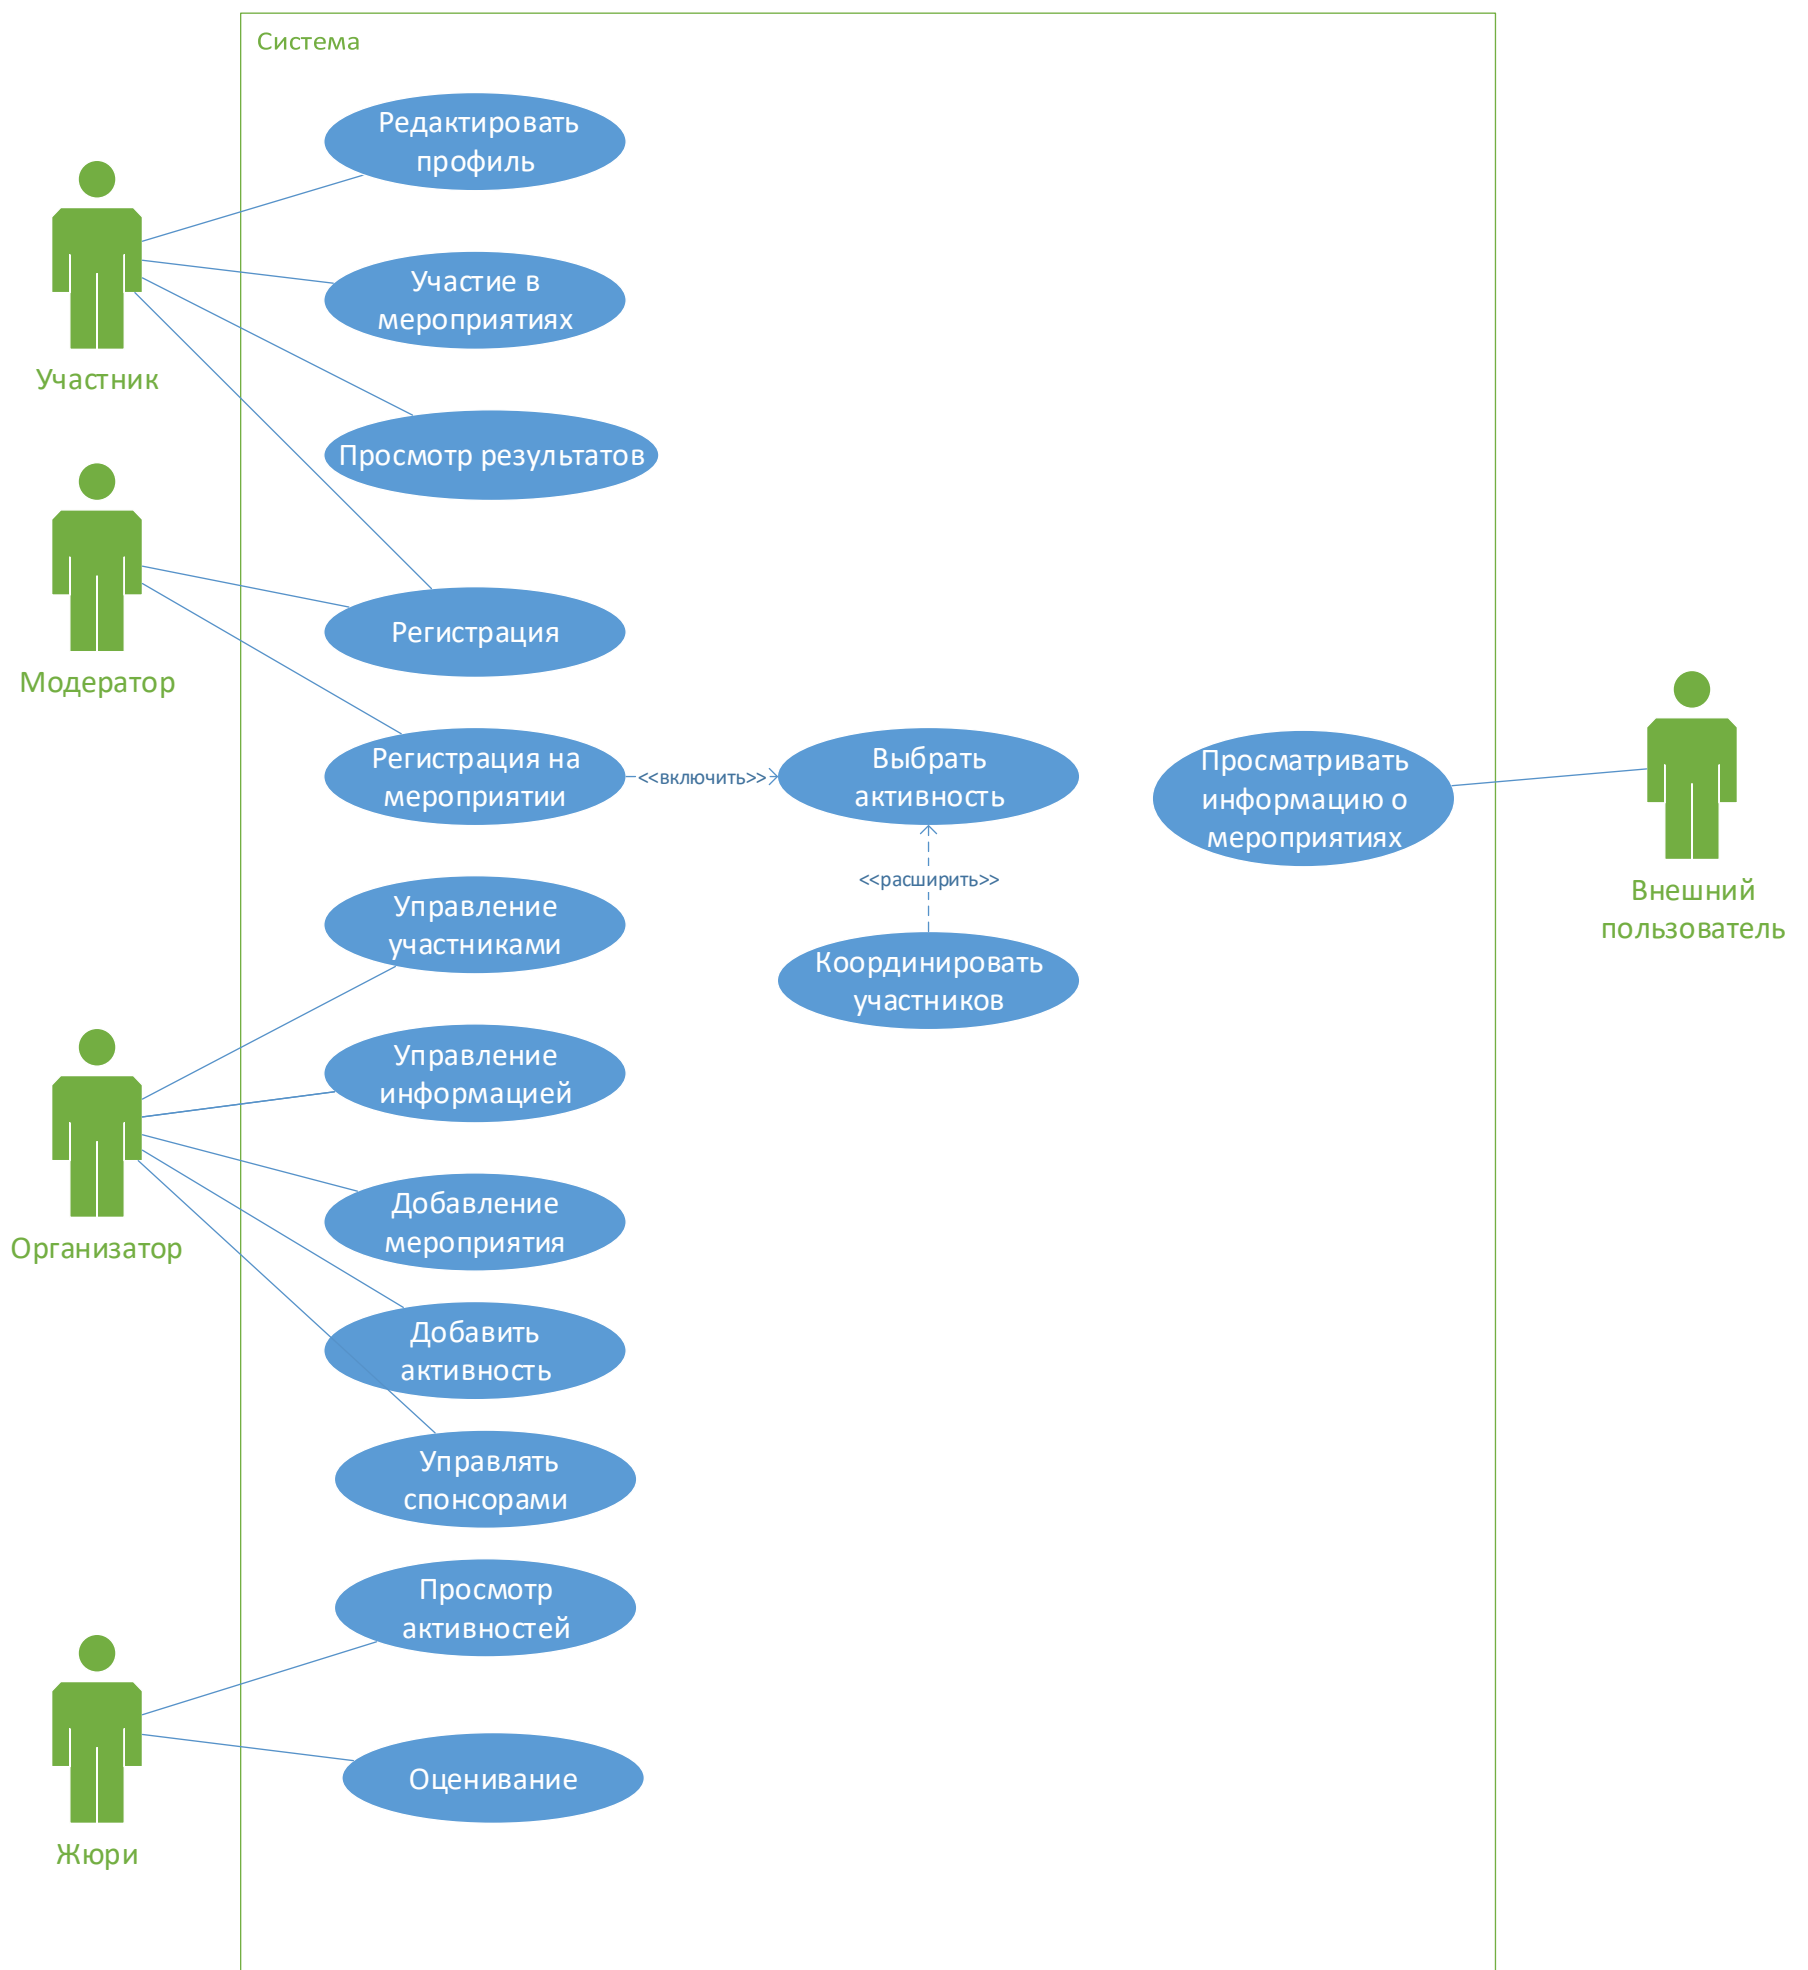 Система
Редактировать
профиль
Участие в
мероприятиях
Участник
Просмотр результатов
Регистрация
Модератор
Регистрация на
мероприятии
<<включить>>
Выбрать
активность
Просматривать
информацию о
мероприятиях
<<расширить>>
Внешний
пользователь
Управление
участниками
Координировать
участников
Управление
информацией
Добавление
мероприятия
Организатор
Добавить
активность
Управлять
спонсорами
Просмотр
активностей
Оценивание
Жюри